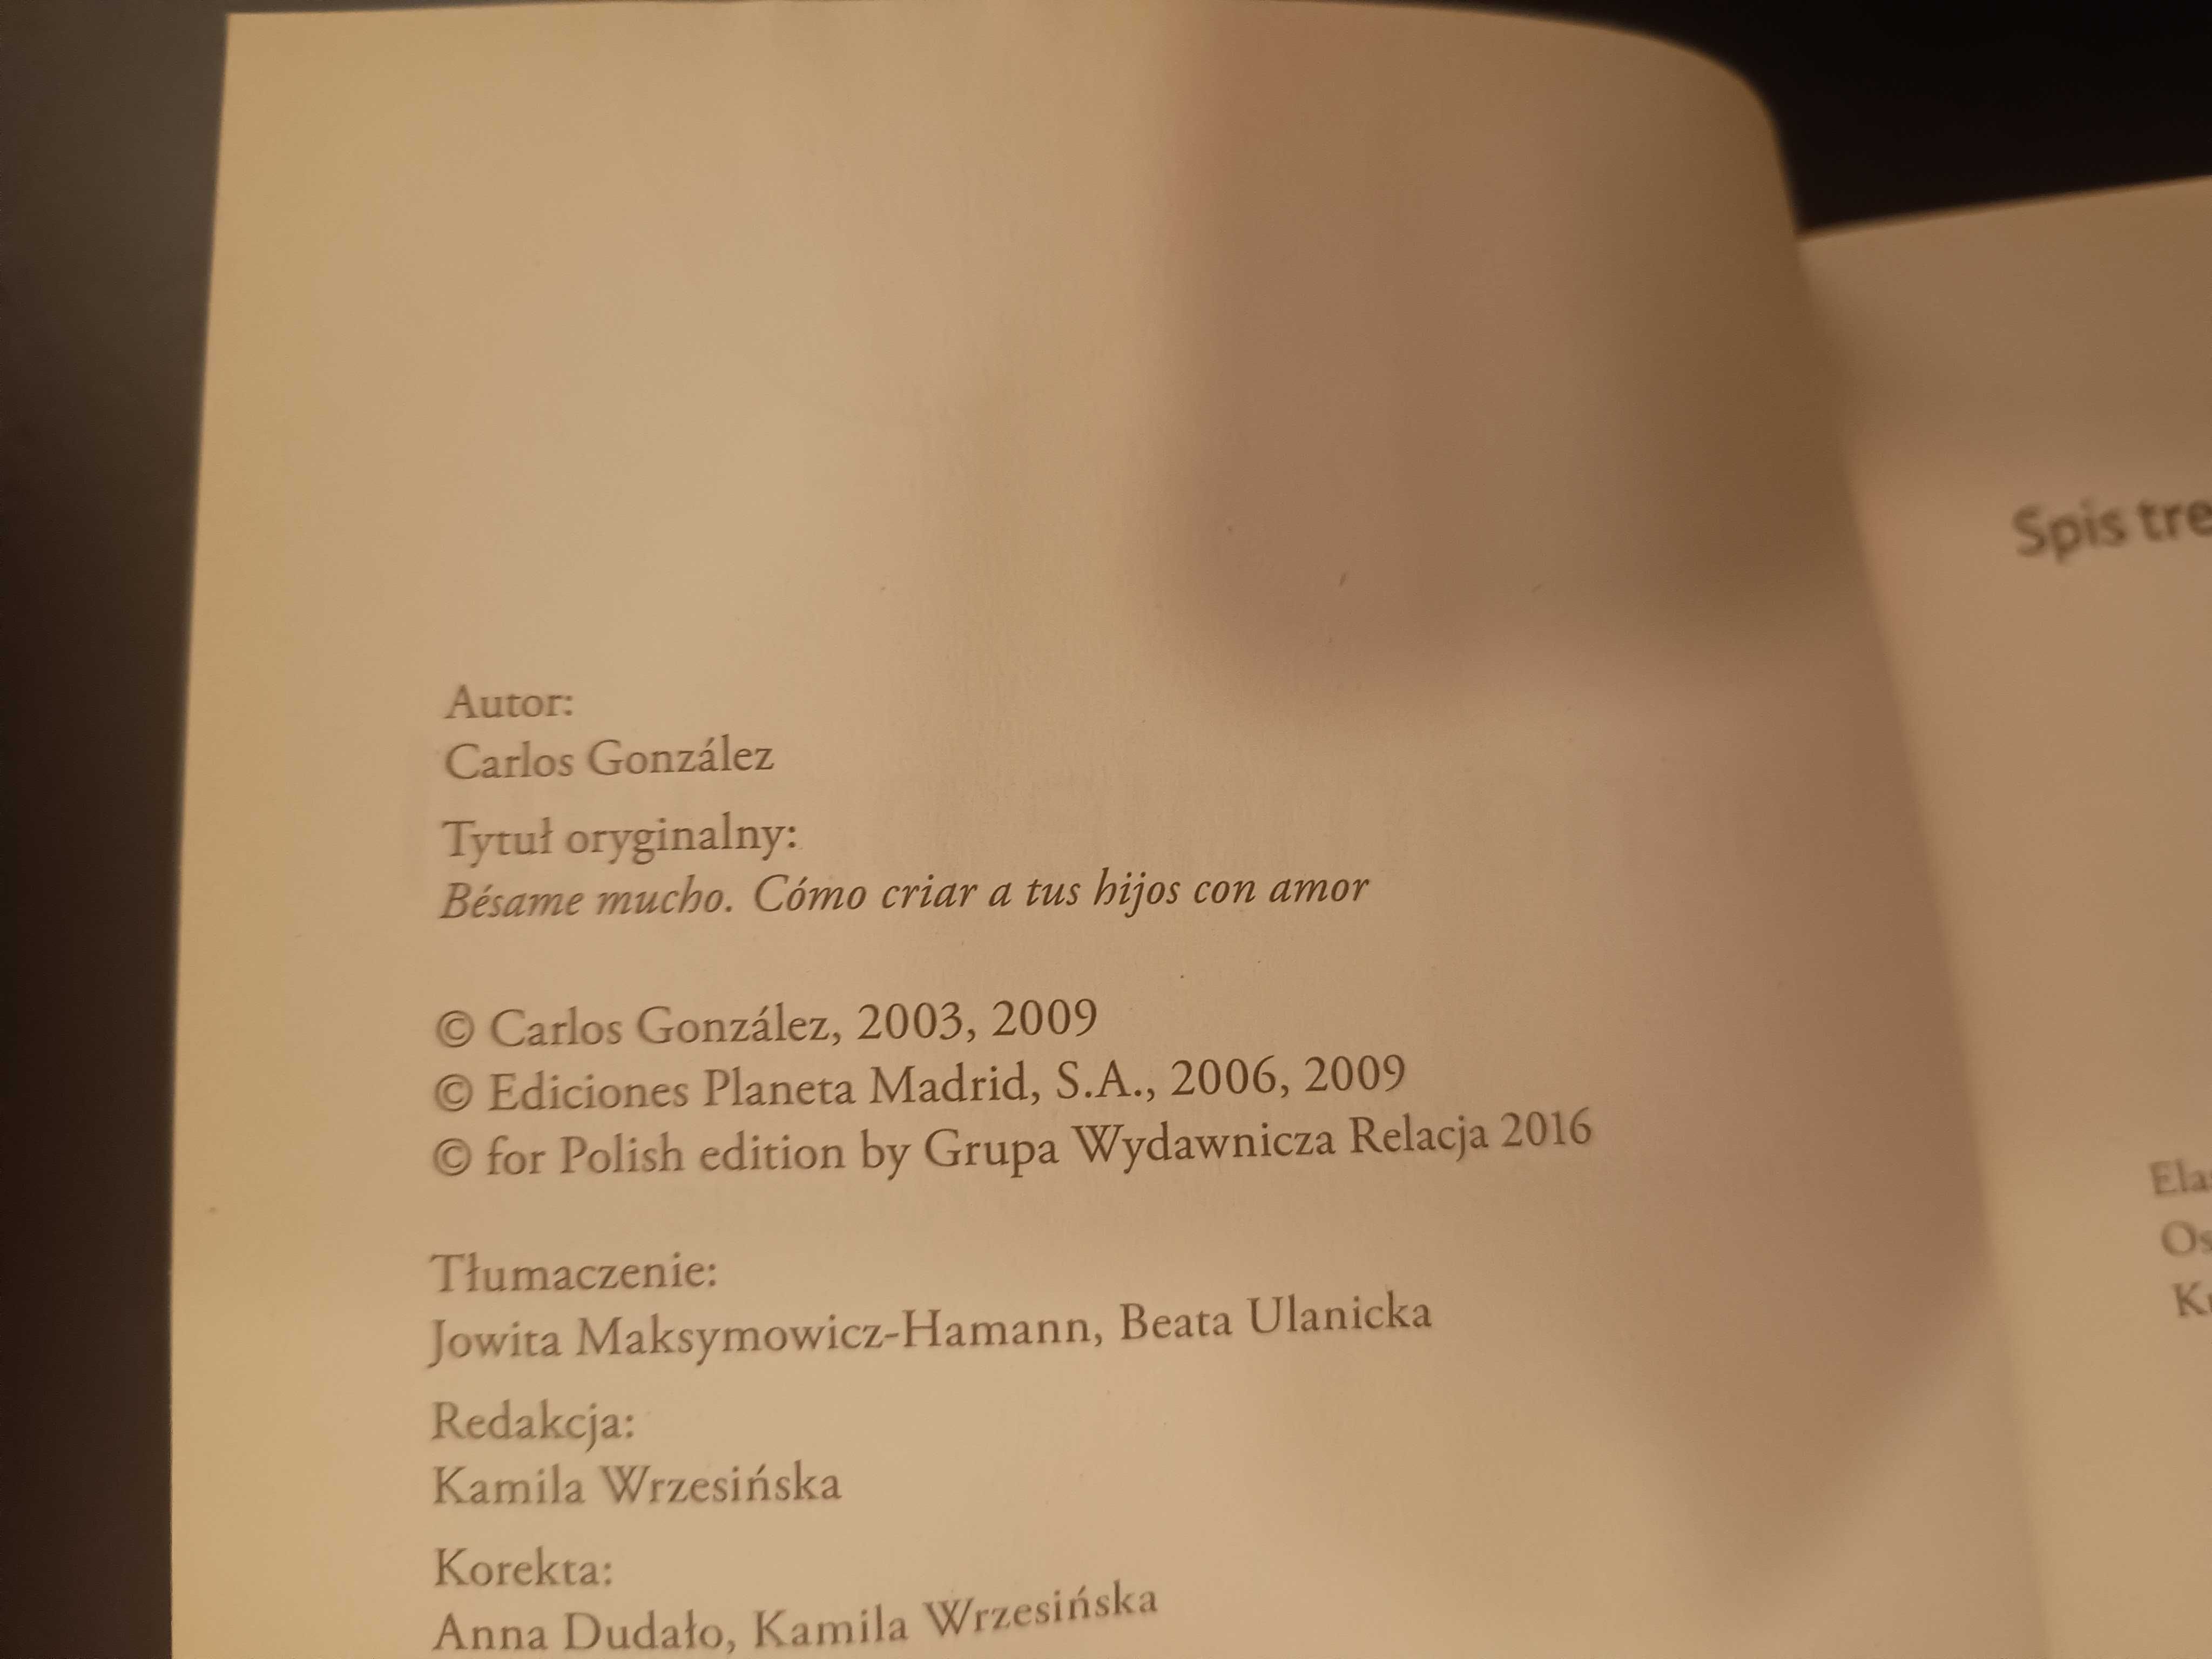 Autor:
Carlos González
Tytuł oryginalny:
Bésame mucho. Cómo criar a tus hijos con amor
© Carlos González, 2003, 2009
© Ediciones Planeta Madrid, S.A., 2006, 2009
© for Polish edition by Grupa Wydawnicza Relacja 2016
Tłumaczenie:
Jowita Maksymowicz-Hamann, Beata Ulanicka
Redakcja:
Kamila Wrzesińska
Korekta:
Anna Dudało, Kamila Wrzesińska
Spis tre